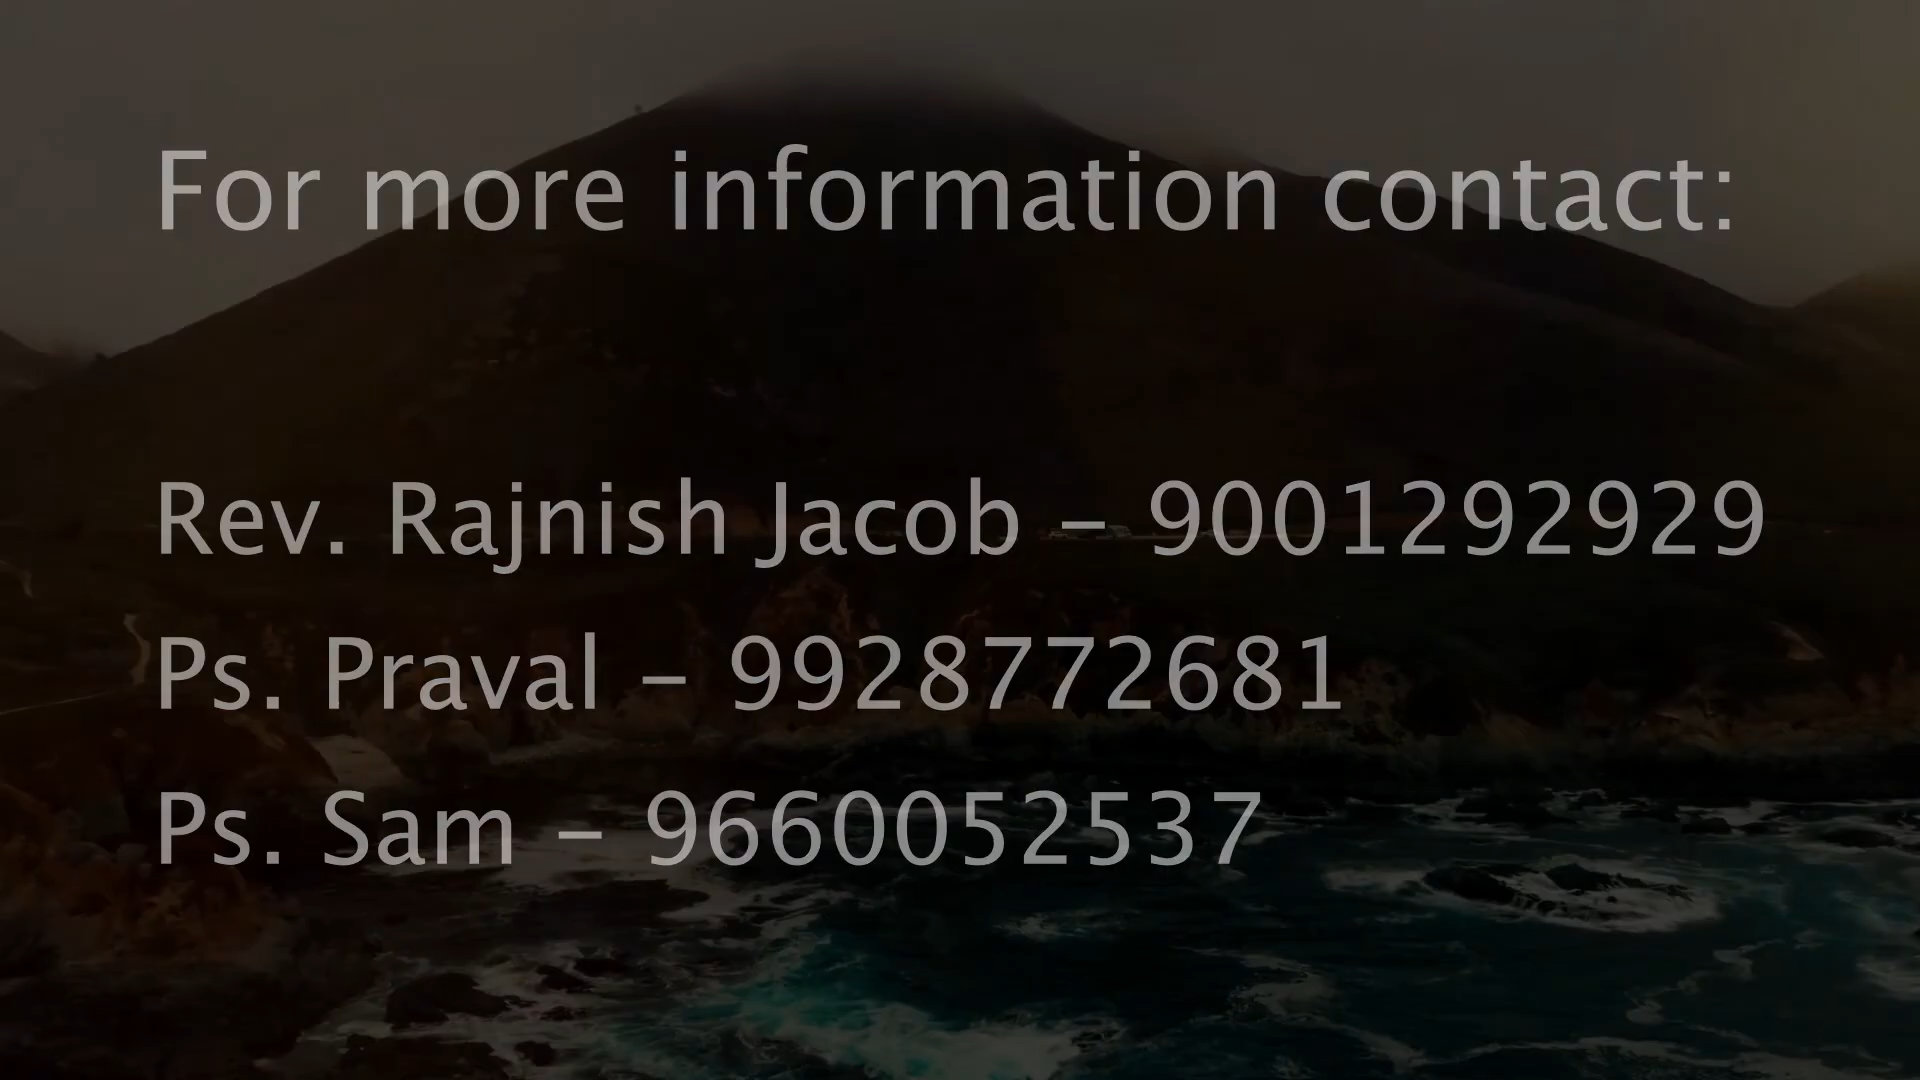 For more information contact:
Rev. Rajnish Jacob – 9001292929
Ps. Praval – 9928772681
Ps. Sam – 9660052537